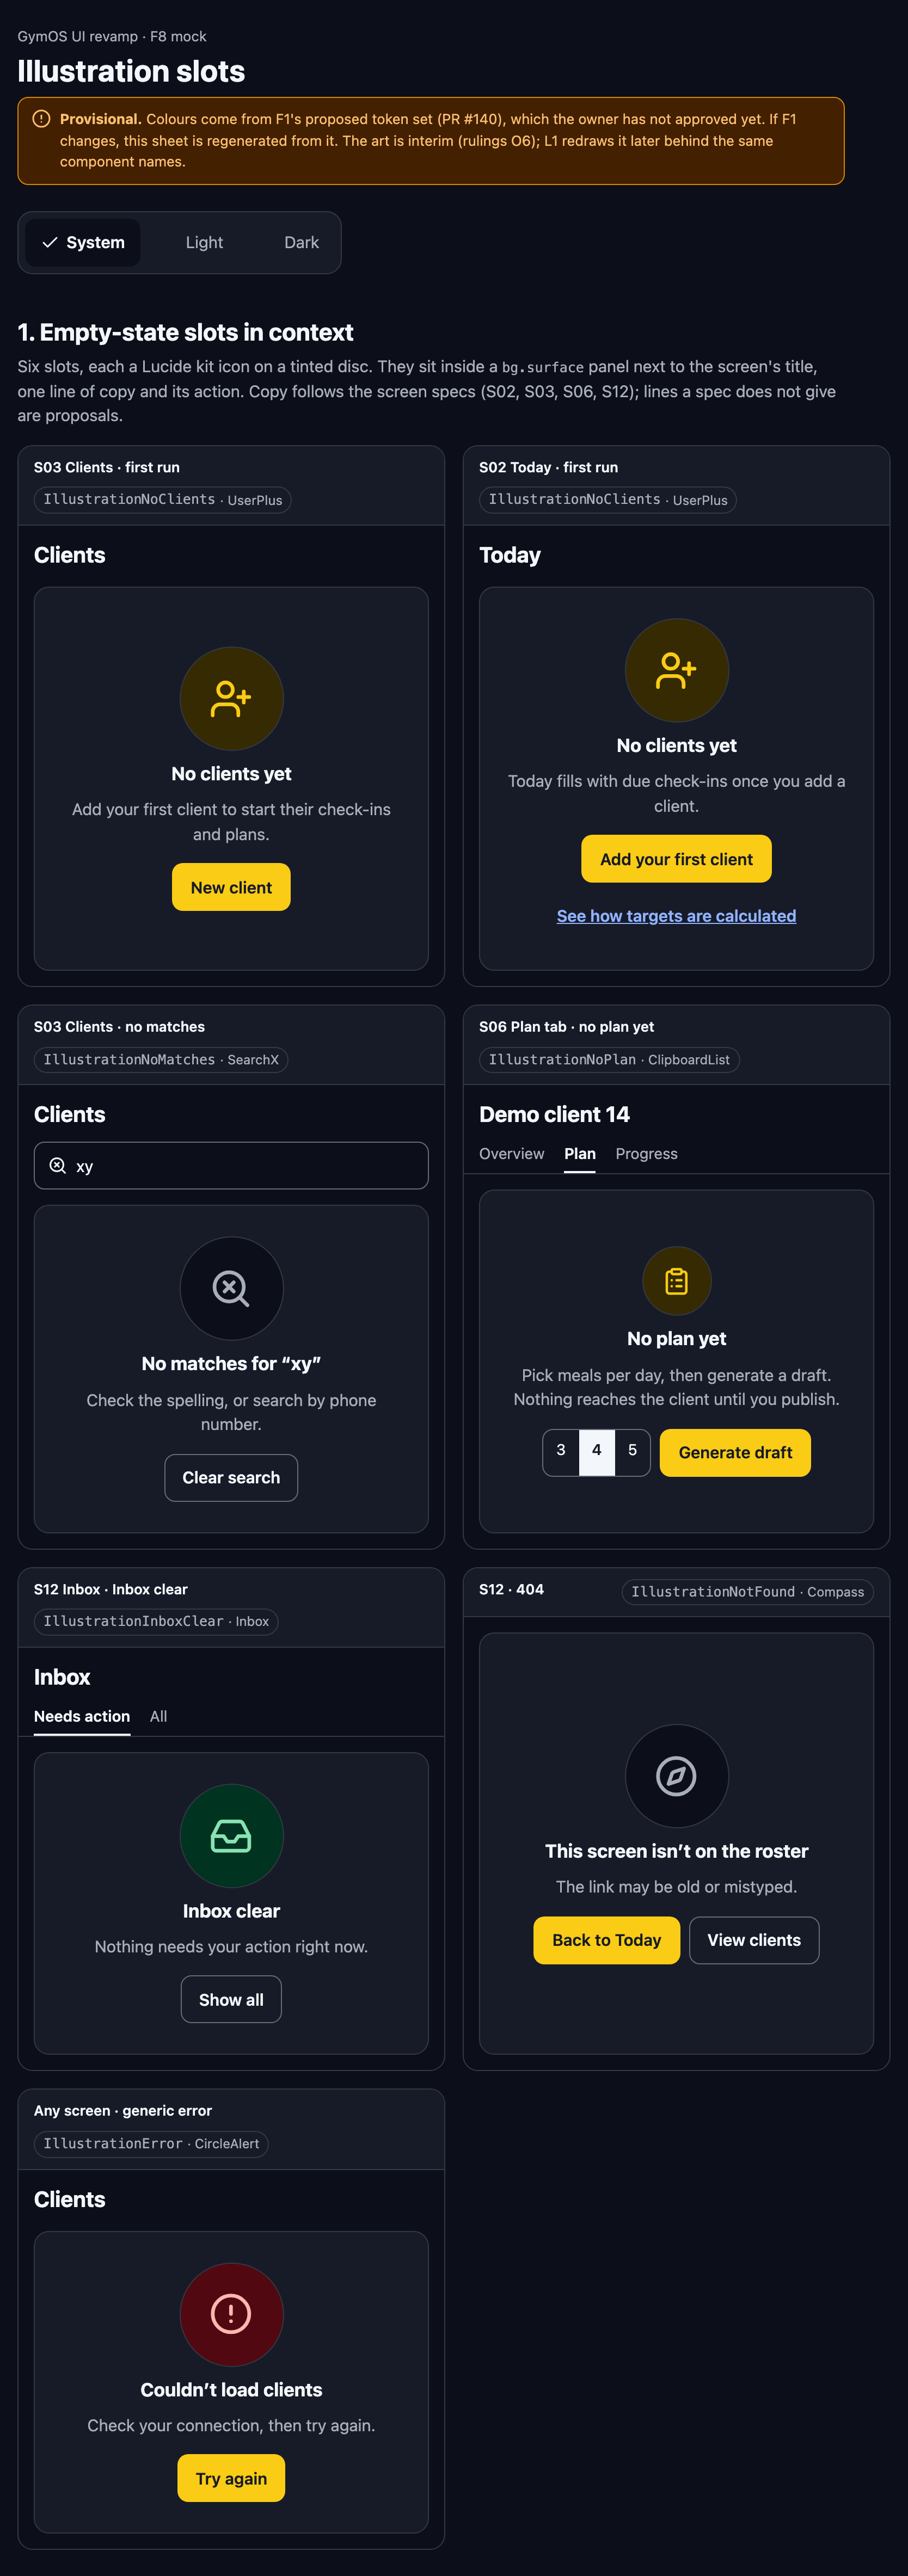 GymOS UI revamp · F8 mock
Illustration slots
Provisional. Colours come from F1's proposed token set (PR #140), which the owner has not approved yet. If F1
changes, this sheet is regenerated from it. The art is interim (rulings O6); L1 redraws it later behind the same
component names.
System
Light
Dark
1. Empty-state slots in context
Six slots, each a Lucide kit icon on a tinted disc. They sit inside a bg.surface panel next to the screen's title,
one line of copy and its action. Copy follows the screen specs (S02, S03, S06, S12); lines a spec does not give
are proposals.
S03 Clients · first run
IllustrationNoClients · UserPlus
Clients
No clients yet
Add your first client to start their check-ins
and plans.
New client
S02 Today · first run
IllustrationNoClients · UserPlus
Today
No clients yet
Today fills with due check-ins once you add a
client.
Add your first client
See how targets are calculated
S03 Clients · no matches
IllustrationNoMatches · SearchX
Clients
xy
No matches for “xy”
Check the spelling, or search by phone
number.
Clear search
S06 Plan tab · no plan yet
IllustrationNoPlan · ClipboardList
Demo client 14
Overview
Plan
Progress
No plan yet
Pick meals per day, then generate a draft.
Nothing reaches the client until you publish.
3
4
5
Generate draft
S12 Inbox · Inbox clear
IllustrationInboxClear · Inbox
Inbox
Needs action
All
Inbox clear
Nothing needs your action right now.
Show all
S12 · 404
IllustrationNotFound · Compass
This screen isn’t on the roster
The link may be old or mistyped.
Back to Today
View clients
Any screen · generic error
IllustrationError · CircleAlert
Clients
Couldn’t load clients
Check your connection, then try again.
Try again